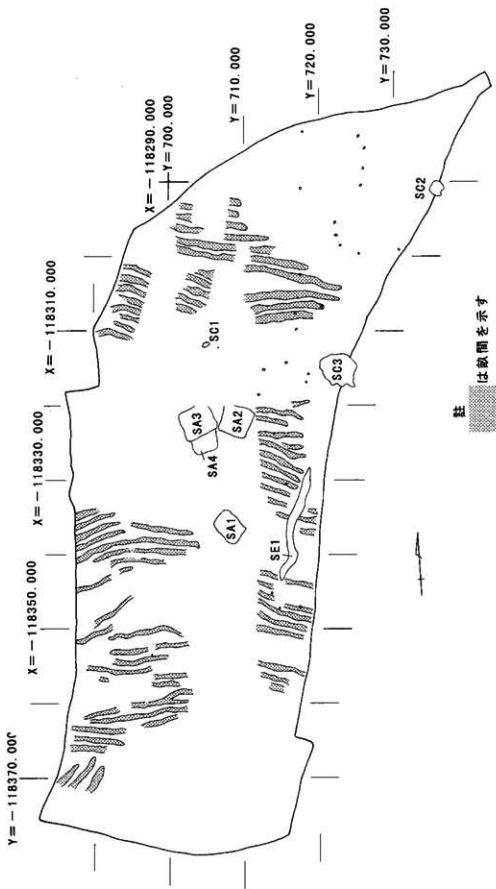 Y=-118370.000
X=-118350.000
X=-118330.000
X=-118310.000
X=-118290.000
Y=700.000
Y=710.000
Y=720.000
Y=730.000
SC1
SC2
SC3
SA3
SA2
SA4
SA1
SE1
註
は畝間を示す